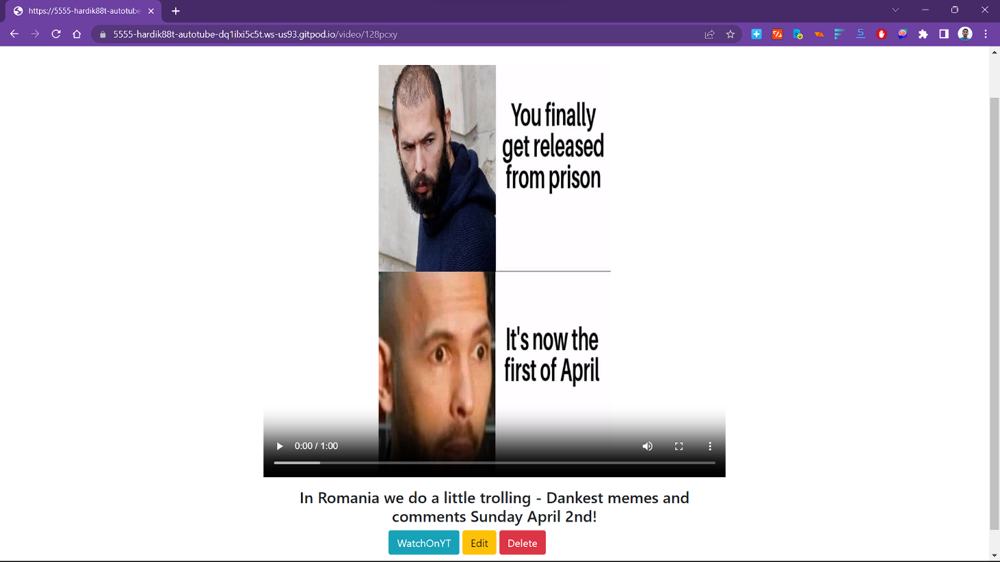 https://5555-hardik88t-autotube-
5555-hardik88t-autotube-dq1ilxi5c5t.ws-us93.gitpod.io/video/128pcxy
You finally
get released
from prison
It's now the
first of April
0:00 / 1:00
In Romania we do a little trolling - Dankest memes and
comments Sunday April 2nd!
WatchOnYT Edit Delete